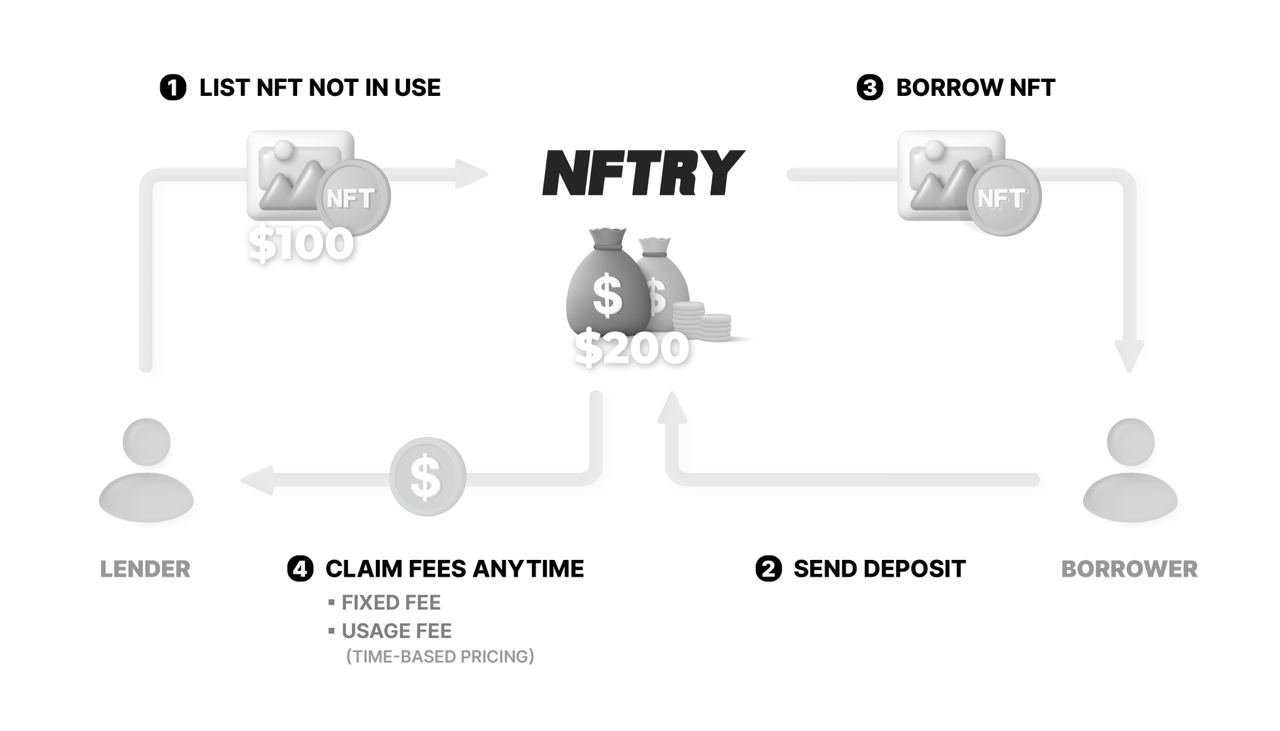 1 LIST NFT NOT IN USE
3 BORROW NFT
NFT
$100
NFTRY
NFT
$ $
$200
$
LENDER
4 CLAIM FEES ANYTIME
▪ FIXED FEE
▪ USAGE FEE
(TIME-BASED PRICING)
2 SEND DEPOSIT
BORROWER